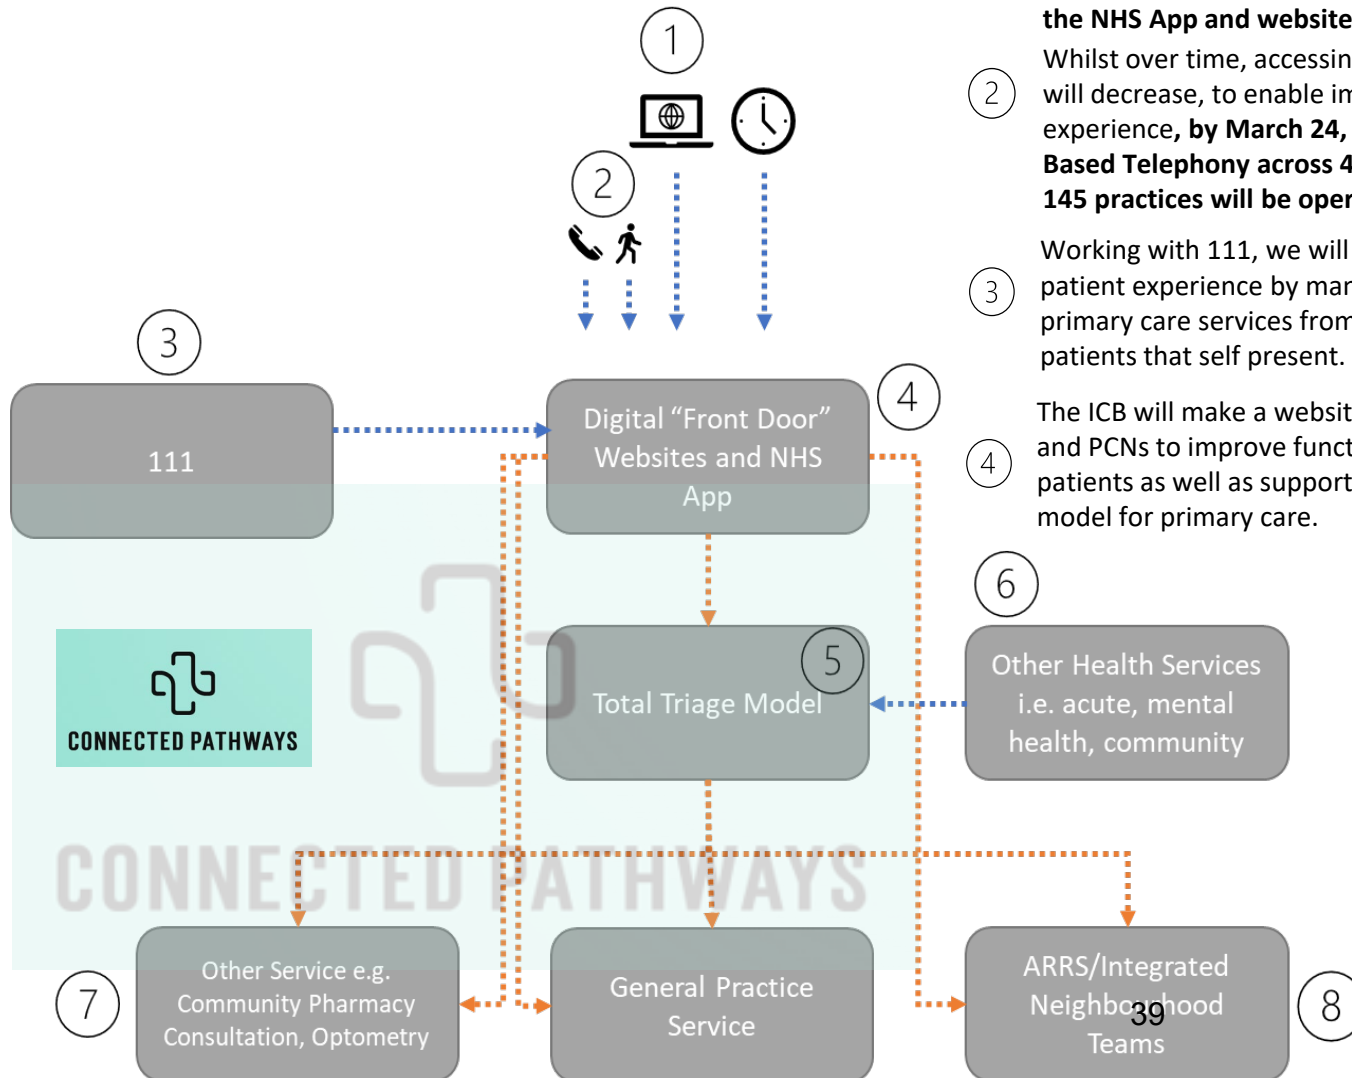 1
2
3
111
Digital “Front Door”
Websites and NHS
App
4
Total Triage Model
5
6
Other Health Services
i.e. acute, mental
health, community
CONNECTED PATHWAYS
CONNECTED PATHWAYS
7
Other Service e.g.
Community Pharmacy
Consultation, Optometry
General Practice
Service
ARRS/Integrated
Neighbourhood
Teams
39
8
the NHS App and website
2
Whilst over time, accessin
will decrease, to enable im
experience, by March 24,
Based Telephony across 4
145 practices will be oper
3
Working with 111, we will
patient experience by mar
primary care services from
patients that self present.
4
The ICB will make a websit
and PCNs to improve funct
patients as well as support
model for primary care.